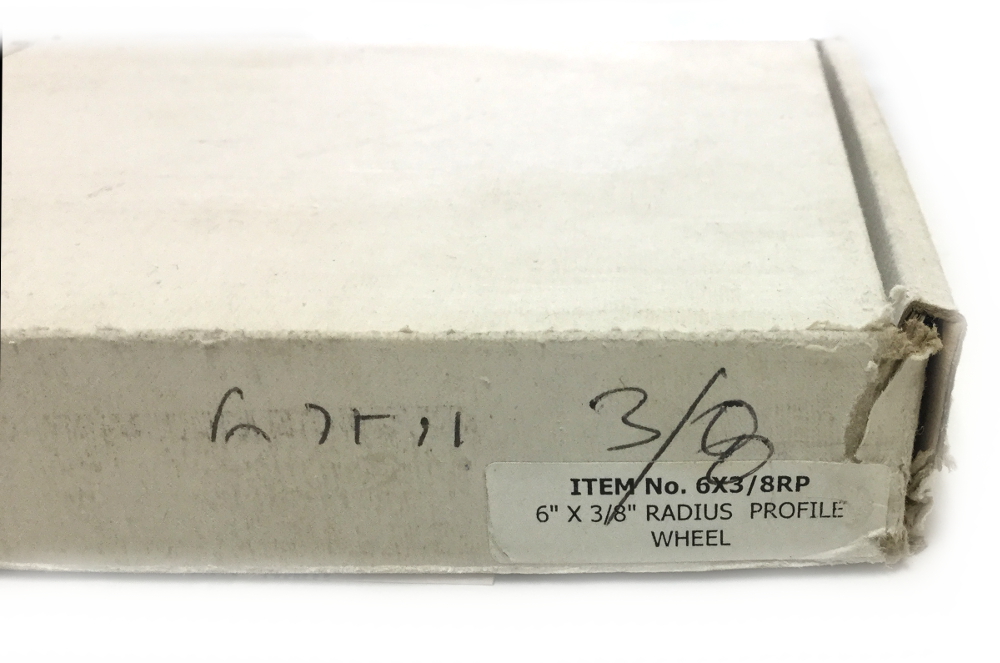 3/8
ITEM No. 6X3/8RP
6" X 3/8" RADIUS PROFILE
WHEEL